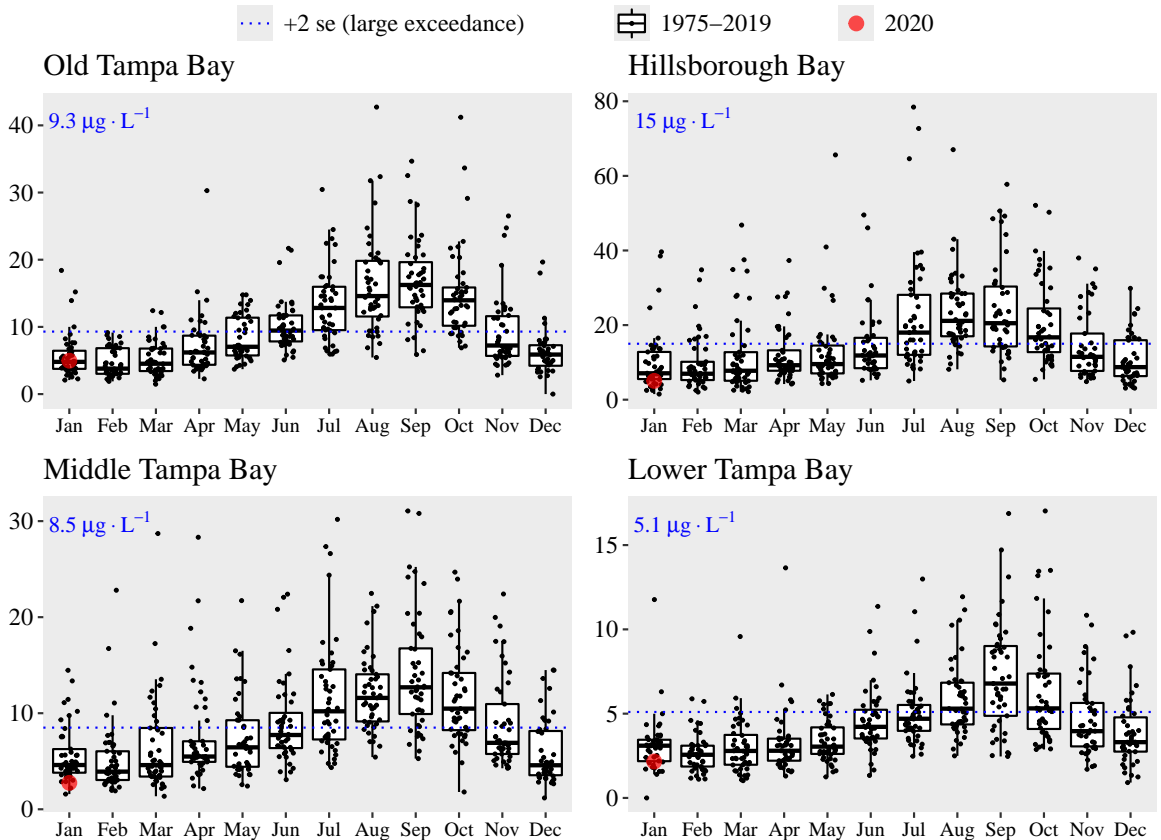 +2 se (large exceedance) 1975−2019 2020
Old Tampa Bay
9.3 μg ⋅ L−1
40
30
20
10
0
Jan Feb Mar Apr May Jun Jul Aug Sep Oct Nov Dec
Hillsborough Bay
15 μg ⋅ L−1
80
60
40
20
0
Jan Feb Mar Apr May Jun Jul Aug Sep Oct Nov Dec
Middle Tampa Bay
8.5 μg ⋅ L−1
30
20
10
0
Jan Feb Mar Apr May Jun Jul Aug Sep Oct Nov Dec
Lower Tampa Bay
5.1 μg ⋅ L−1
15
10
5
0
Jan Feb Mar Apr May Jun Jul Aug Sep Oct Nov Dec